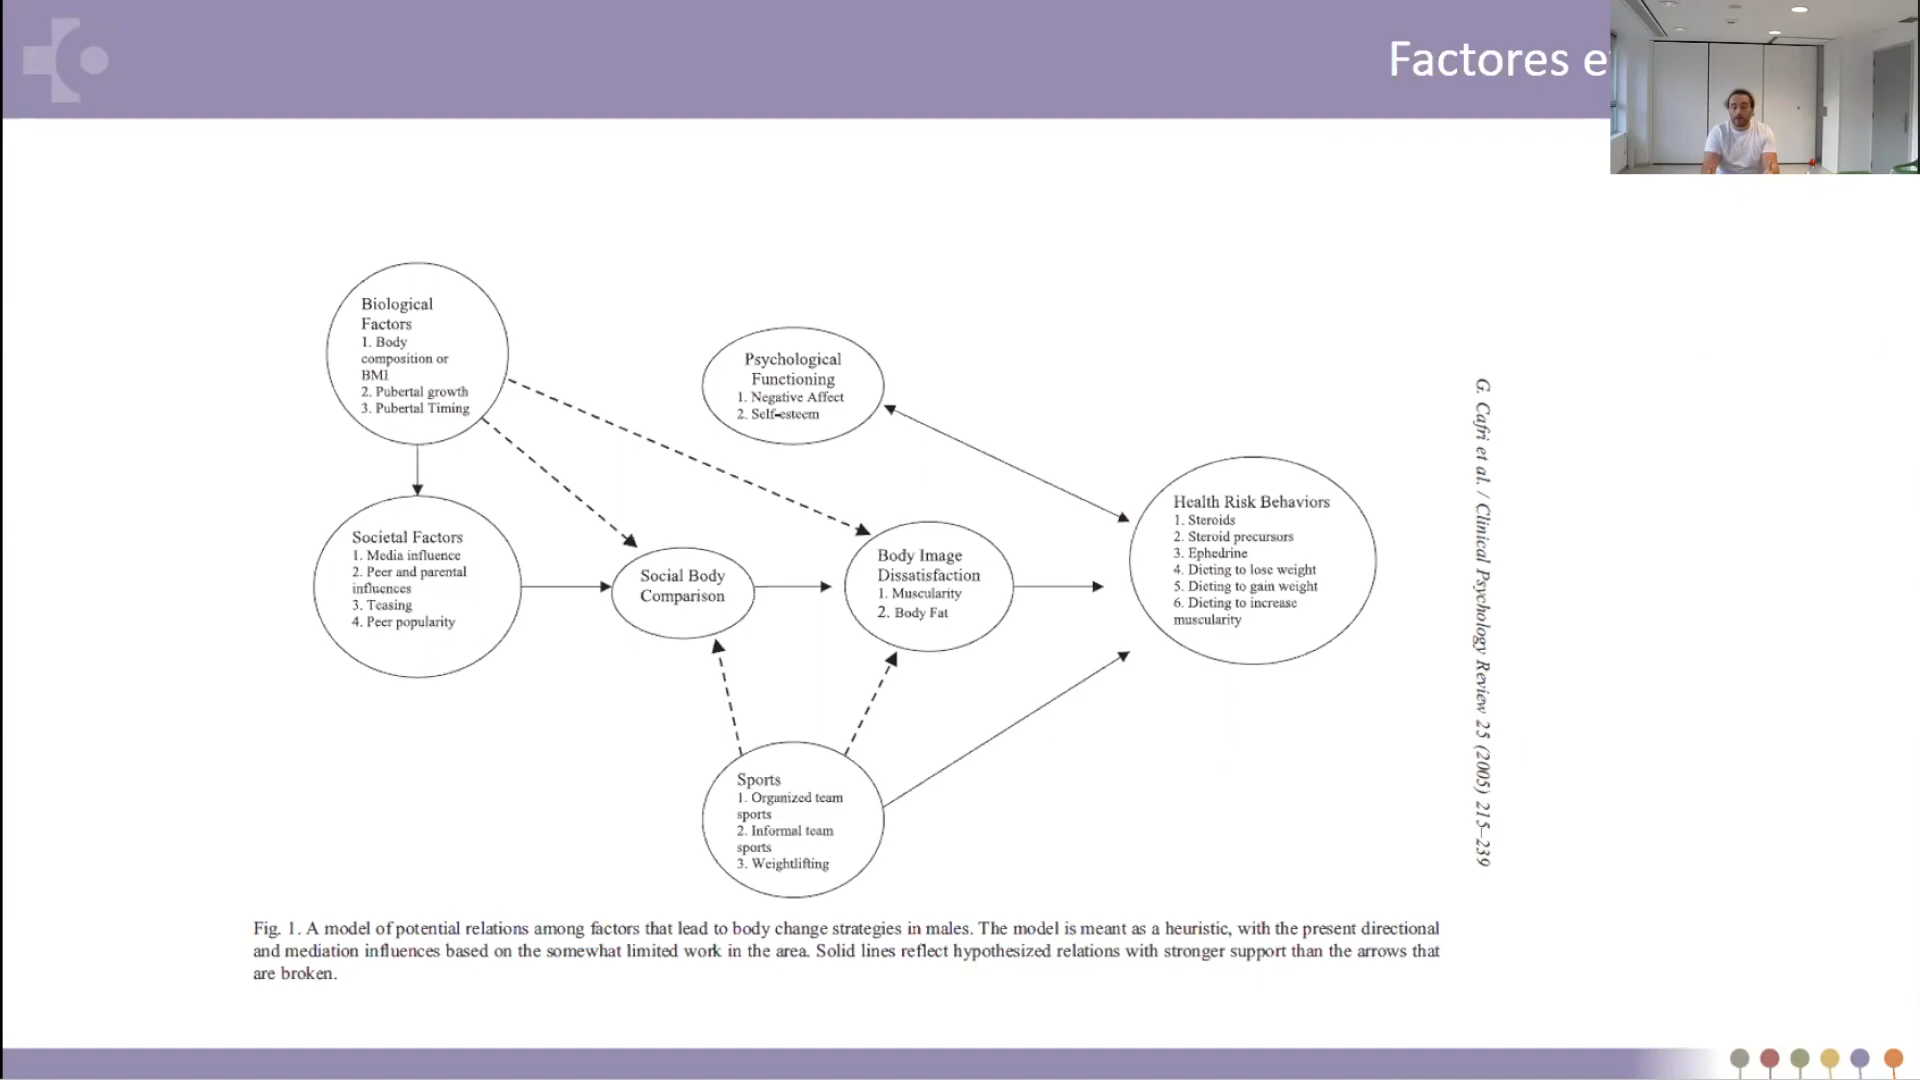 Factores e
Biological
Factors
1. Body
composition or
BMI
2. Pubertal growth
3. Pubertal Timing
Psychological
Functioning
1. Negative Affect
2. Self-esteem
Societal Factors
1. Media influence
2. Peer and parental
influences
3. Teasing
4. Peer popularity
Social Body
Comparison
Body Image
Dissatisfaction
1. Muscularity
2. Body Fat
Health Risk Behaviors
1. Steroids
2. Steroid precursors
3. Ephedrine
4. Dieting to lose weight
5. Dieting to gain weight
6. Dieting to increase
muscularity
Sports
1. Organized team
sports
2. Informal team
sports
3. Weightlifting
G. Cafri et al. / Clinical Psychology Review 25 (2005) 215–239
Fig. 1. A model of potential relations among factors that lead to body change strategies in males. The model is meant as a heuristic, with the present directional
and mediation influences based on the somewhat limited work in the area. Solid lines reflect hypothesized relations with stronger support than the arrows that
are broken.